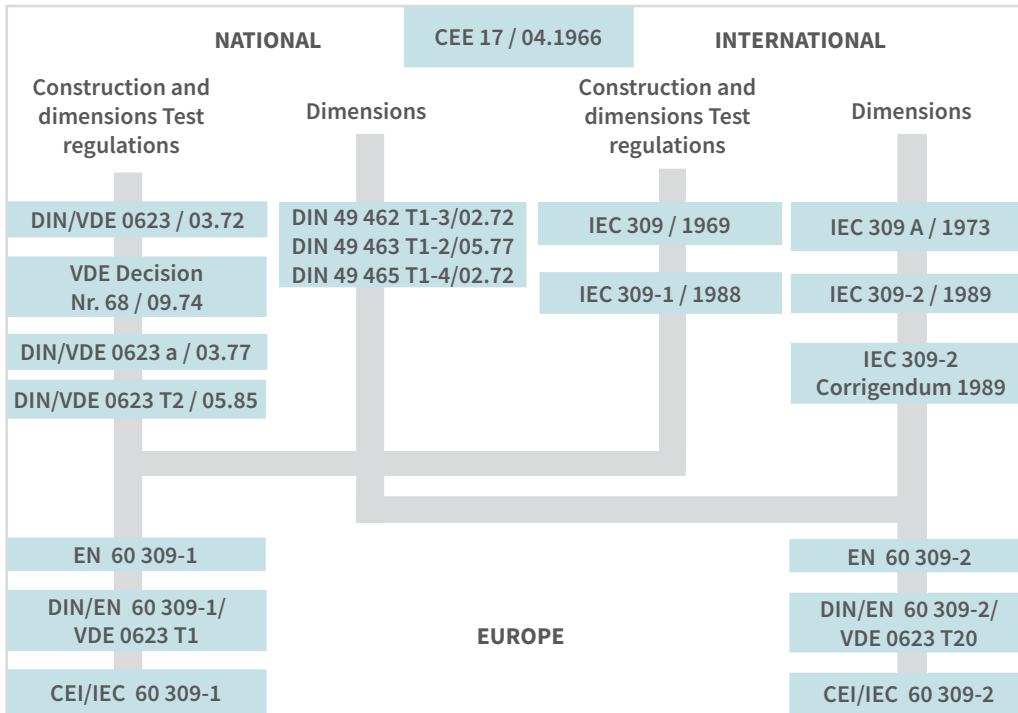 NATIONAL
CEE 17 / 04.1966
INTERNATIONAL
Construction and
dimensions Test
regulations
Dimensions
Construction and
dimensions Test
regulations
Dimensions
DIN/VDE 0623 / 03.72
VDE Decision
Nr. 68 / 09.74
DIN/VDE 0623 a / 03.77
DIN/VDE 0623 T2 / 05.85
DIN 49 462 T1-3/02.72
DIN 49 463 T1-2/05.77
DIN 49 465 T1-4/02.72
IEC 309 / 1969
IEC 309-1 / 1988
IEC 309 A / 1973
IEC 309-2 / 1989
IEC 309-2
Corrigendum 1989
EN 60 309-1
DIN/EN 60 309-1/
VDE 0623 T1
CEI/IEC 60 309-1
EUROPE
EN 60 309-2
DIN/EN 60 309-2/
VDE 0623 T20
CEI/IEC 60 309-2